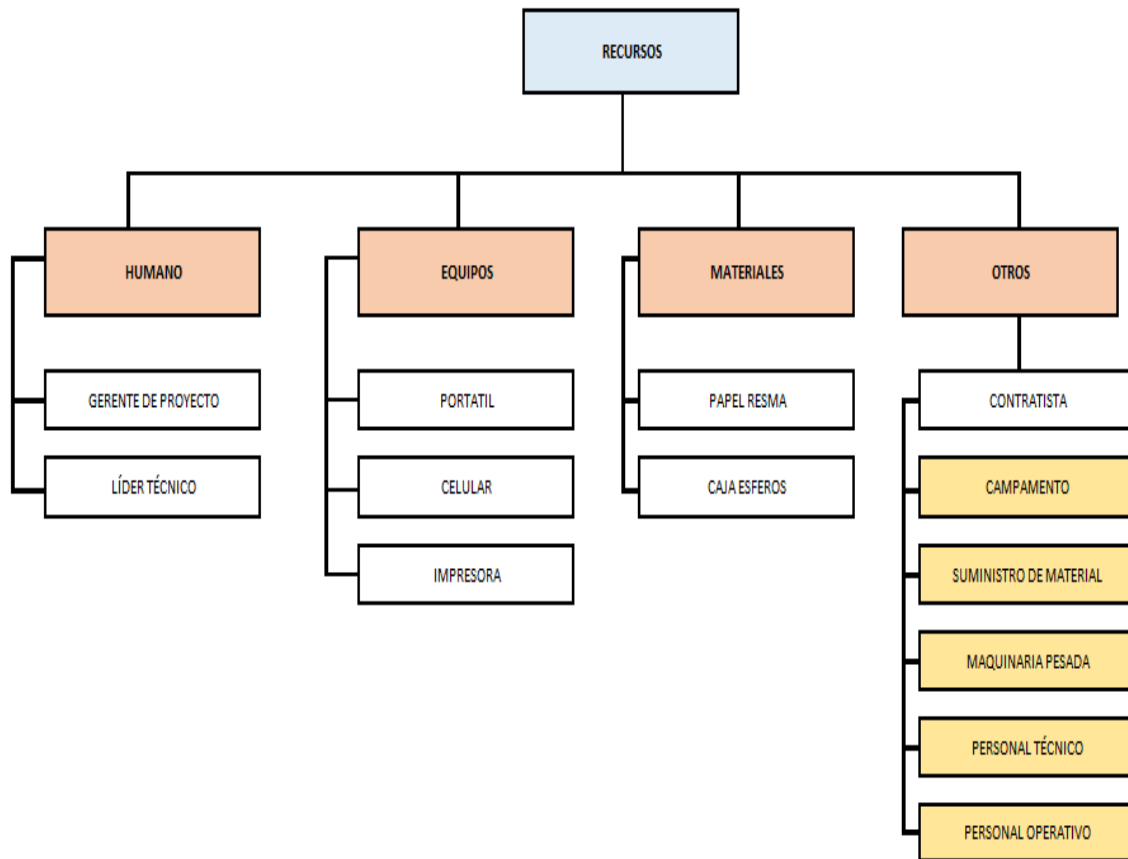 RECURSOS
HUMANO
EQUIPOS
MATERIALES
OTROS
GERENTE DE PROYECTO
PORTATIL
PAPEL RESMA
CONTRATISTA
LÍDER TÉCNICO
CELULAR
CAJA ESFEROS
CAMPAMENTO
IMPRESORA
SUMINISTRO DE MATERIAL
MAQUINARIA PESADA
PERSONAL TÉCNICO
PERSONAL OPERATIVO